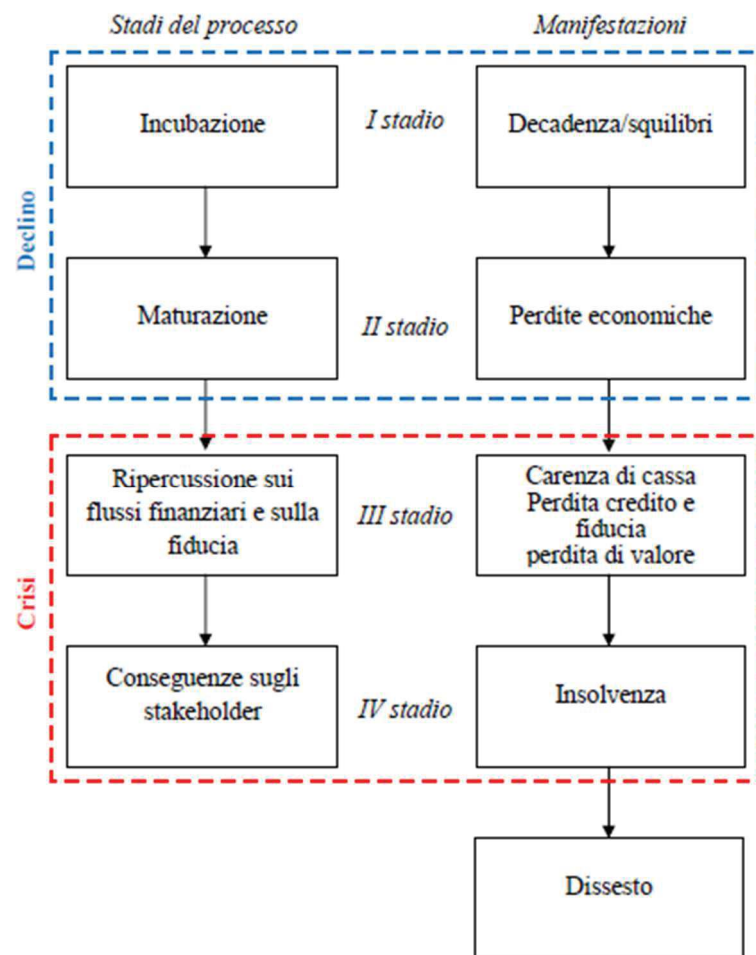 Stadi del processo
Manifestazioni
Declino
Incubazione
I stadio
Decadenza/squilibri
Maturazione
II stadio
Perdite economiche
Crisi
Ripercussione sui
flussi finanziari e sulla
fiducia
III stadio
Carenza di cassa
Perdita credito e
fiducia
perdita di valore
Conseguenze sugli
stakeholder
IV stadio
Insolvenza
Dissesto